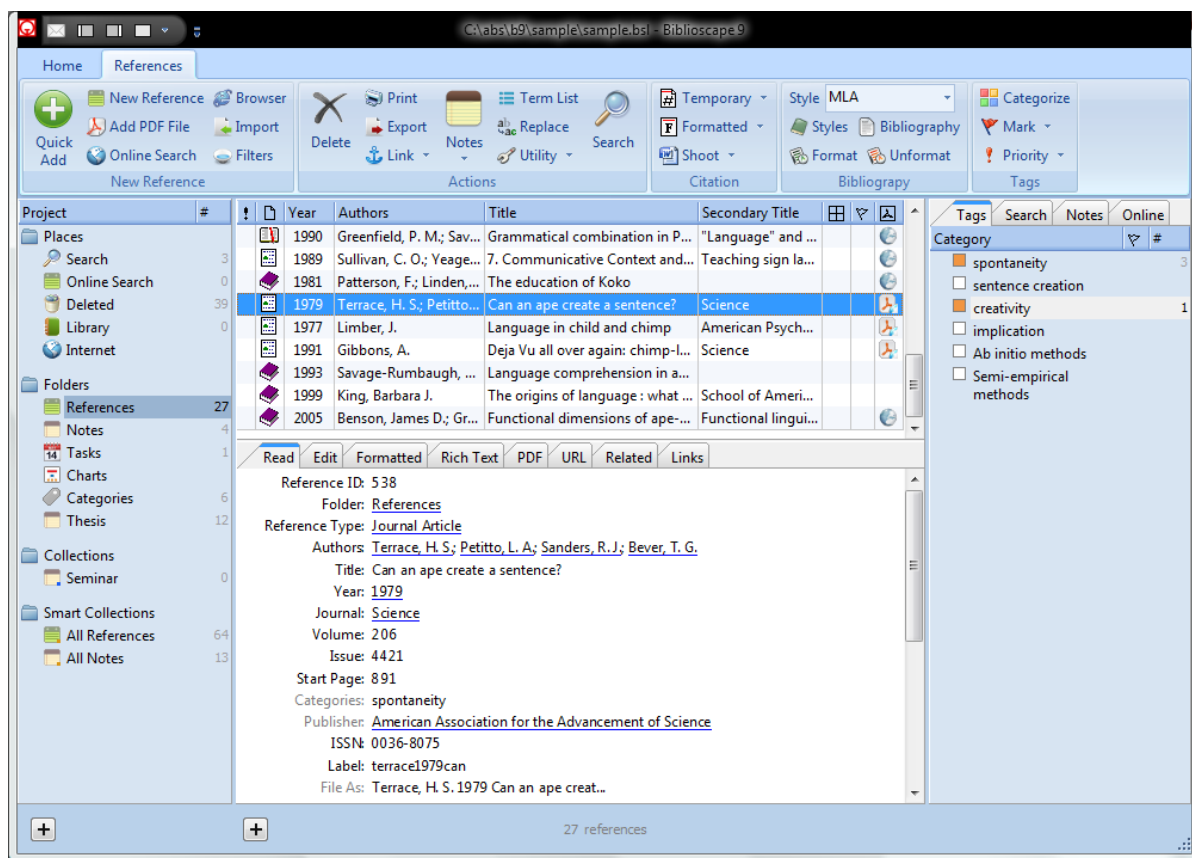 C:\abs\b9\sample\sample.bsl - Biblioscape 9
Home References
New Reference Browser Print Term List Temporary Style MLA Categorize
Quick Add Add PDF File Import Delete Export Notes Replace Search Formatted Styles Bibliography Mark
Online Search Filters Link Utility Shoot Format Unformat Priority
New Reference Actions Citation Bibliograpy Tags
Project #
Places
Search 3
Online Search 0
Deleted 39
Library 0
Internet
Folders
References 27
Notes 4
14 Tasks 1
Charts
Categories 6
Thesis 12
Collections
Seminar 0
Smart Collections
All References 64
All Notes 13
! Year Authors Title Secondary Title
1990 Greenfield, P. M.; Sav... Grammatical combination in P... "Language" and ...
1989 Sullivan, C. O.; Yeage... 7. Communicative Context and... Teaching sign la...
1981 Patterson, F.; Linden,... The education of Koko
1979 Terrace, H. S.; Petitto... Can an ape create a sentence? Science
1977 Limber, J. Language in child and chimp American Psych...
1991 Gibbons, A. Deja Vu all over again: chimp-l... Science
1993 Savage-Rumbaugh, ... Language comprehension in a...
1999 King, Barbara J. The origins of language : what ... School of Ameri...
2005 Benson, James D.; Gr... Functional dimensions of ape-... Functional lingui...
Read Edit Formatted Rich Text PDF URL Related Links
Reference ID: 538
Folder: References
Reference Type: Journal Article
Authors: Terrace, H. S.; Petitto, L. A.; Sanders, R. J.; Bever, T. G.
Title: Can an ape create a sentence?
Year: 1979
Journal: Science
Volume: 206
Issue: 4421
Start Page: 891
Categories: spontaneity
Publisher: American Association for the Advancement of Science
ISSN: 0036-8075
Label: terrace1979can
File As: Terrace, H. S. 1979 Can an ape creat...
Tags Search Notes Online
Category #
spontaneity 3
sentence creation
creativity 1
implication
Ab initio methods
Semi-empirical
methods
27 references